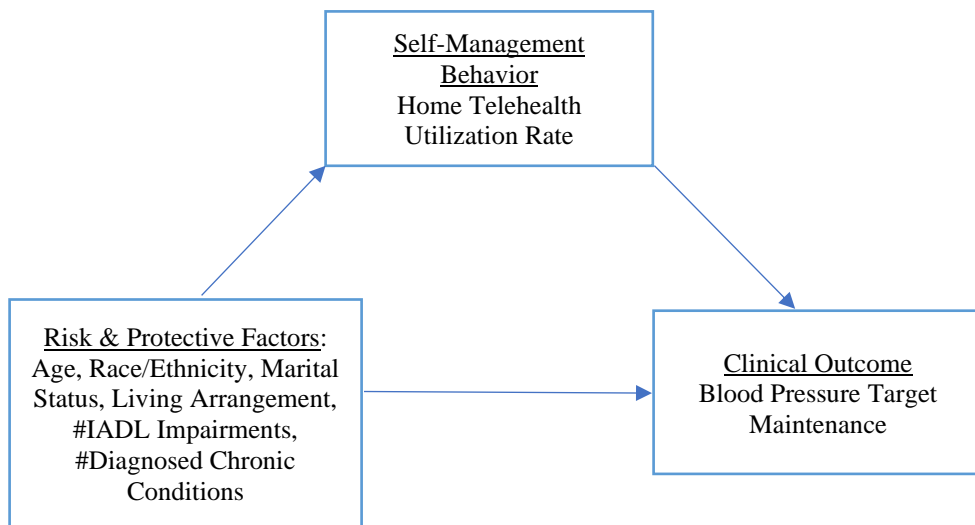 Self-Management
Behavior
Home Telehealth
Utilization Rate
Risk & Protective Factors:
Age, Race/Ethnicity, Marital
Status, Living Arrangement,
#IADL Impairments,
#Diagnosed Chronic
Conditions
Clinical Outcome
Blood Pressure Target
Maintenance